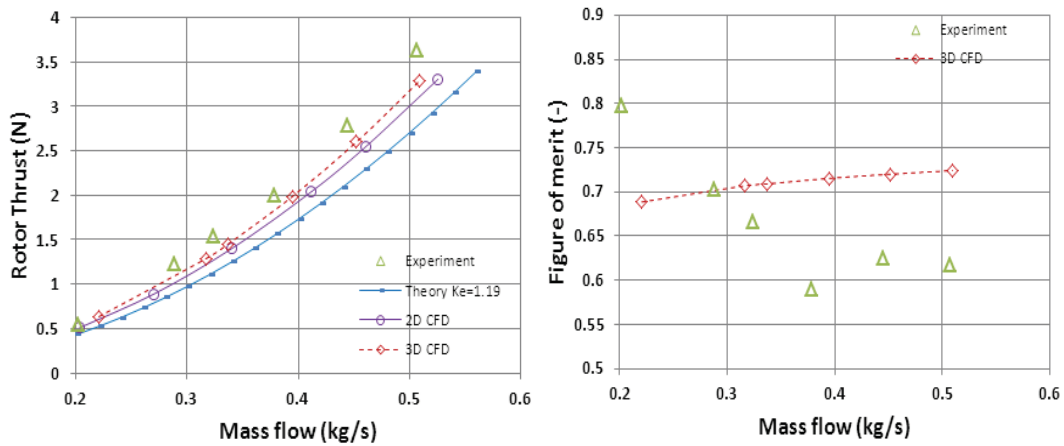 4
3.5
3
2.5
2
1.5
1
0.5
0
Rotor Thrust (N)
Experiment
Theory Ke=1.19
2D CFD
3D CFD
0.2 0.3 0.4 0.5 0.6
Mass flow (kg/s)
0.9
0.85
0.8
0.75
0.7
0.65
0.6
0.55
0.5
Figure of merit (-)
Experiment
3D CFD
0.2 0.3 0.4 0.5 0.6
Mass flow (kg/s)